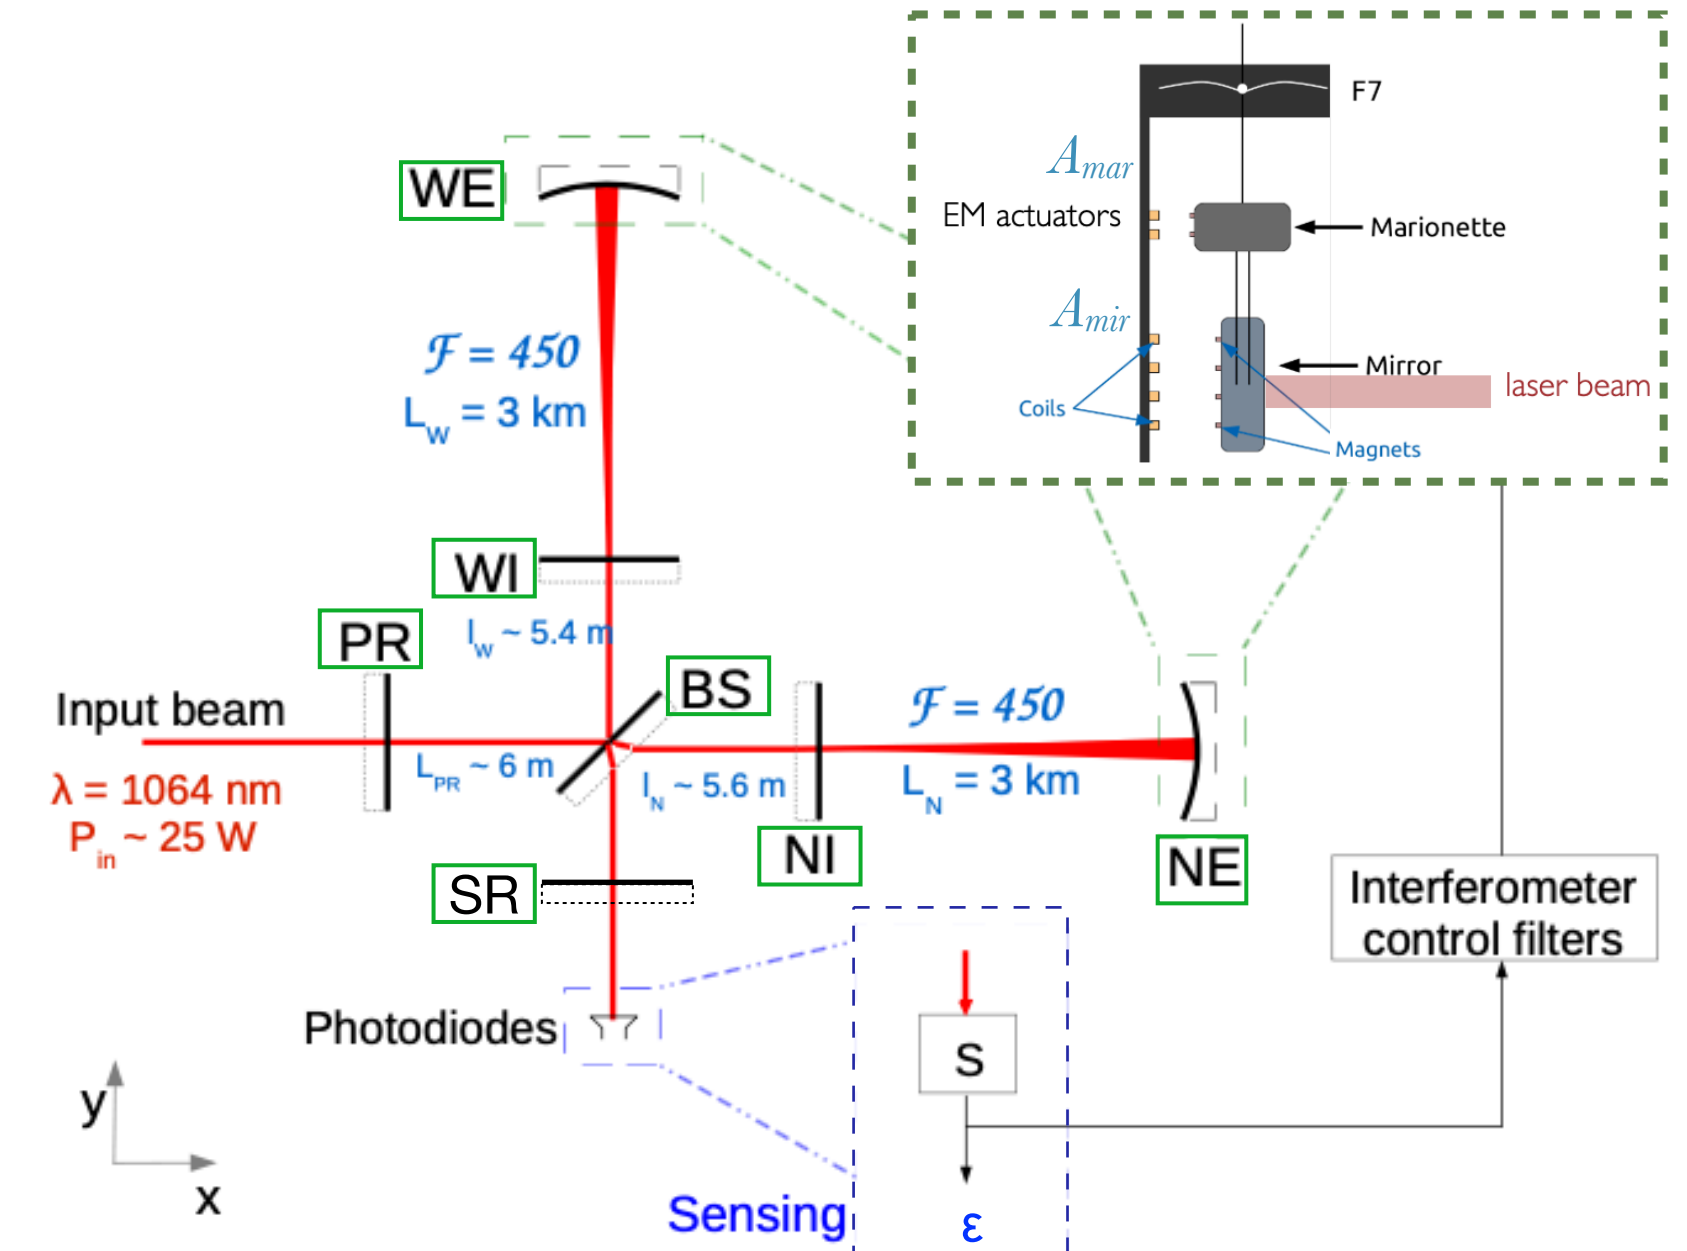 F7
A_mar
EM actuators
Marionette
A_mir
Mirror
laser beam
Coils
Magnets
WE
ℱ = 450
L_W = 3 km
WI
l_W ~ 5.4 m
PR
BS
Input beam
λ = 1064 nm
P_in ~ 25 W
L_PR ~ 6 m
l_N ~ 5.6 m
ℱ = 450
L_N = 3 km
NI
NE
SR
Interferometer
control filters
Photodiodes
S
Sensing
ε
y
x